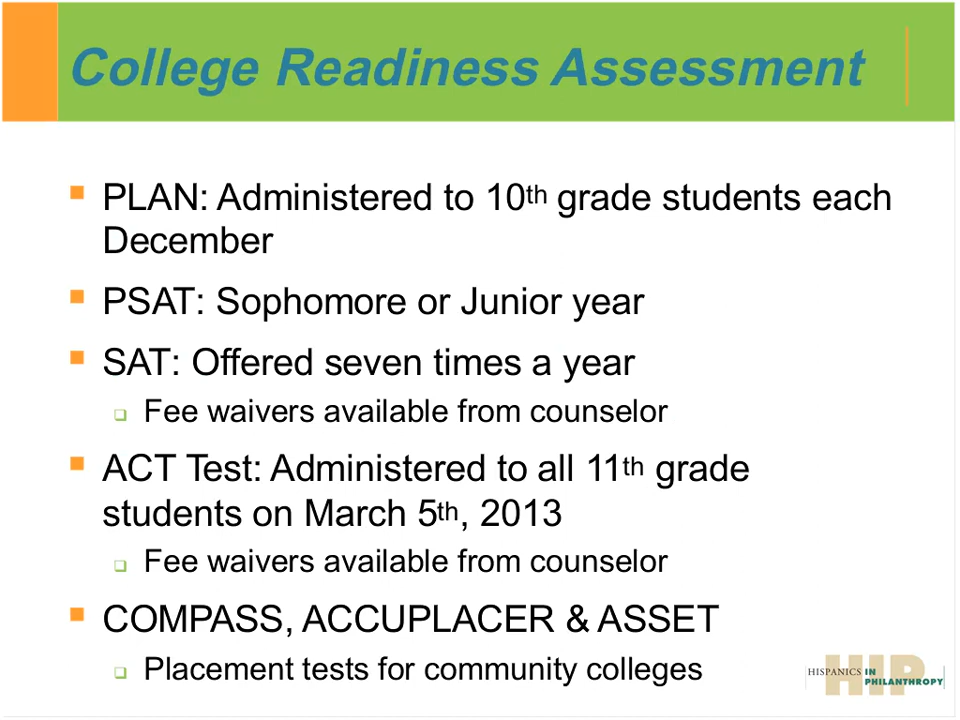 College Readiness Assessment
PLAN: Administered to 10th grade students each
December
PSAT: Sophomore or Junior year
SAT: Offered seven times a year
Fee waivers available from counselor
ACT Test: Administered to all 11th grade
students on March 5th, 2013
Fee waivers available from counselor
COMPASS, ACCUPLACER & ASSET
Placement tests for community colleges
HIP
HISPANICS IN
PHILANTHROPY